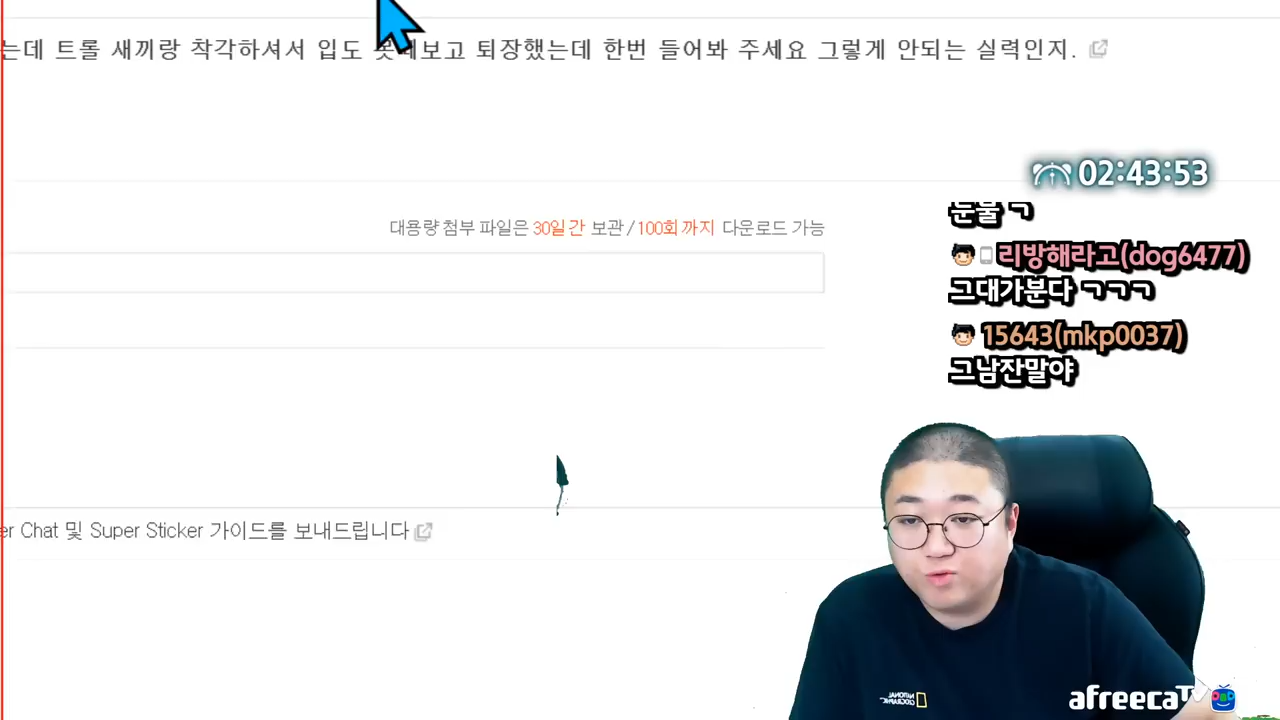 는데 트롤 새끼랑 착각하셔서 입도 못떼보고 퇴장했는데 한번 들어봐 주세요 그렇게 안되는 실력인지.
02:43:53
눈물 ㄱ
대용량 첨부 파일은 30일간 보관 / 100회 까지 다운로드 가능
리방해라고(dog6477)
그대가분다 ㄱㄱㄱ
15643(mkp0037)
그남잔말야
er Chat 및 Super Sticker 가이드를 보내드립니다
NATIONAL
GEOGRAPHIC
afreecaTV